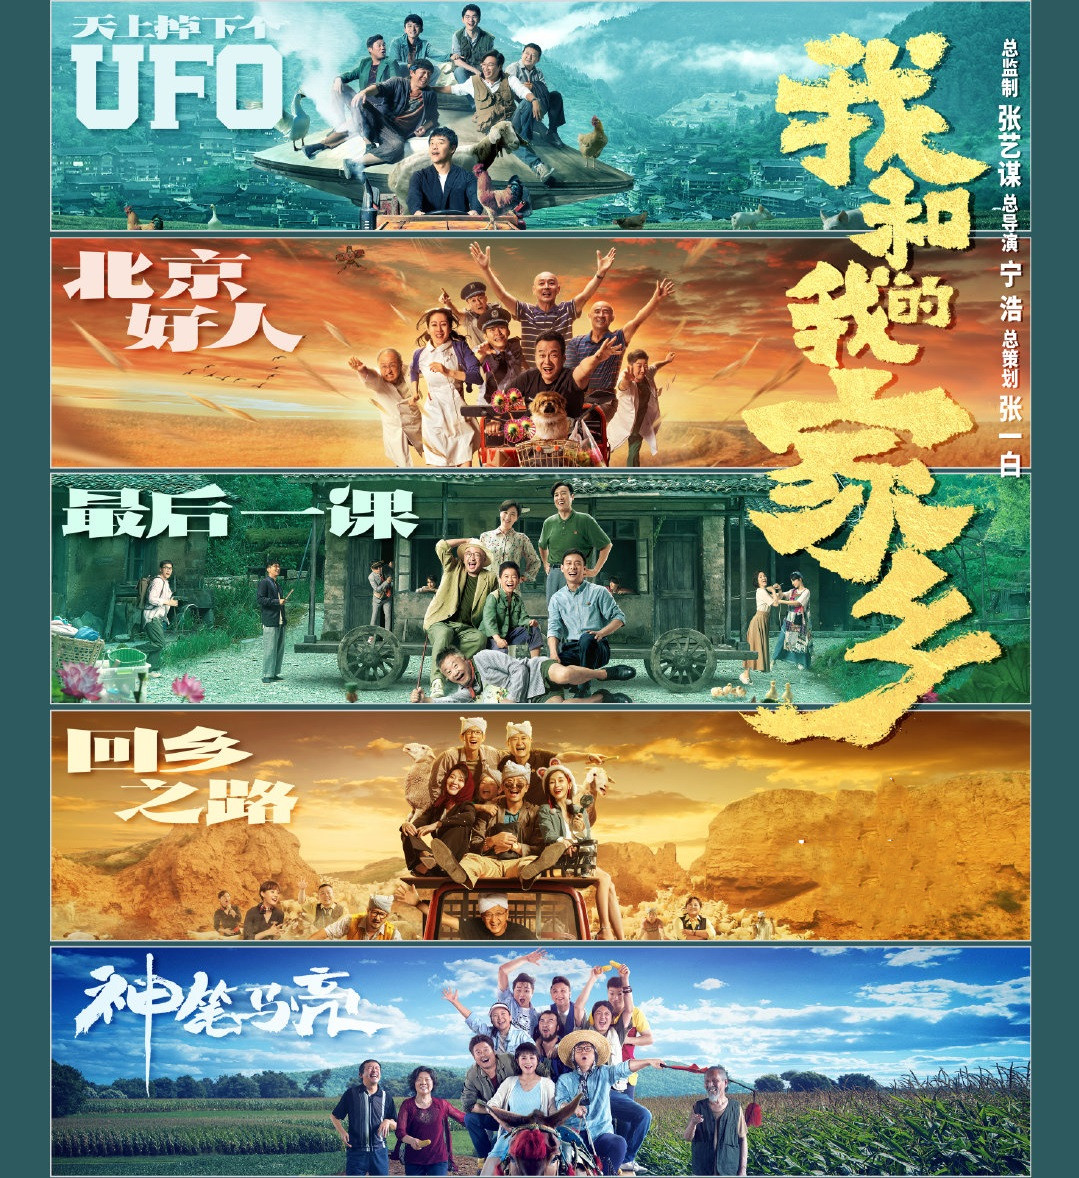 天上掉下个
UFO
北京
好人
最后一课
回乡
之路
神笔马亮
我和我的家乡
总监制 张艺谋 总导演 宁浩 总策划 张一白